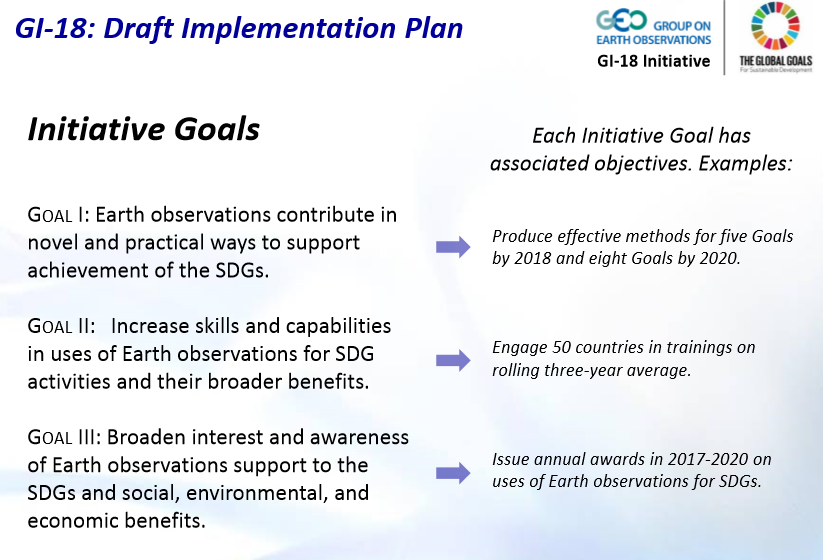 GI-18: Draft Implementation Plan
GEO GROUP ON
EARTH OBSERVATIONS
GI-18 Initiative
THE GLOBAL GOALS
For Sustainable Development
Initiative Goals
Each Initiative Goal has
associated objectives. Examples:
GOAL I: Earth observations contribute in
novel and practical ways to support
achievement of the SDGs.
Produce effective methods for five Goals
by 2018 and eight Goals by 2020.
GOAL II: Increase skills and capabilities
in uses of Earth observations for SDG
activities and their broader benefits.
Engage 50 countries in trainings on
rolling three-year average.
GOAL III: Broaden interest and awareness
of Earth observations support to the
SDGs and social, environmental, and
economic benefits.
Issue annual awards in 2017-2020 on
uses of Earth observations for SDGs.